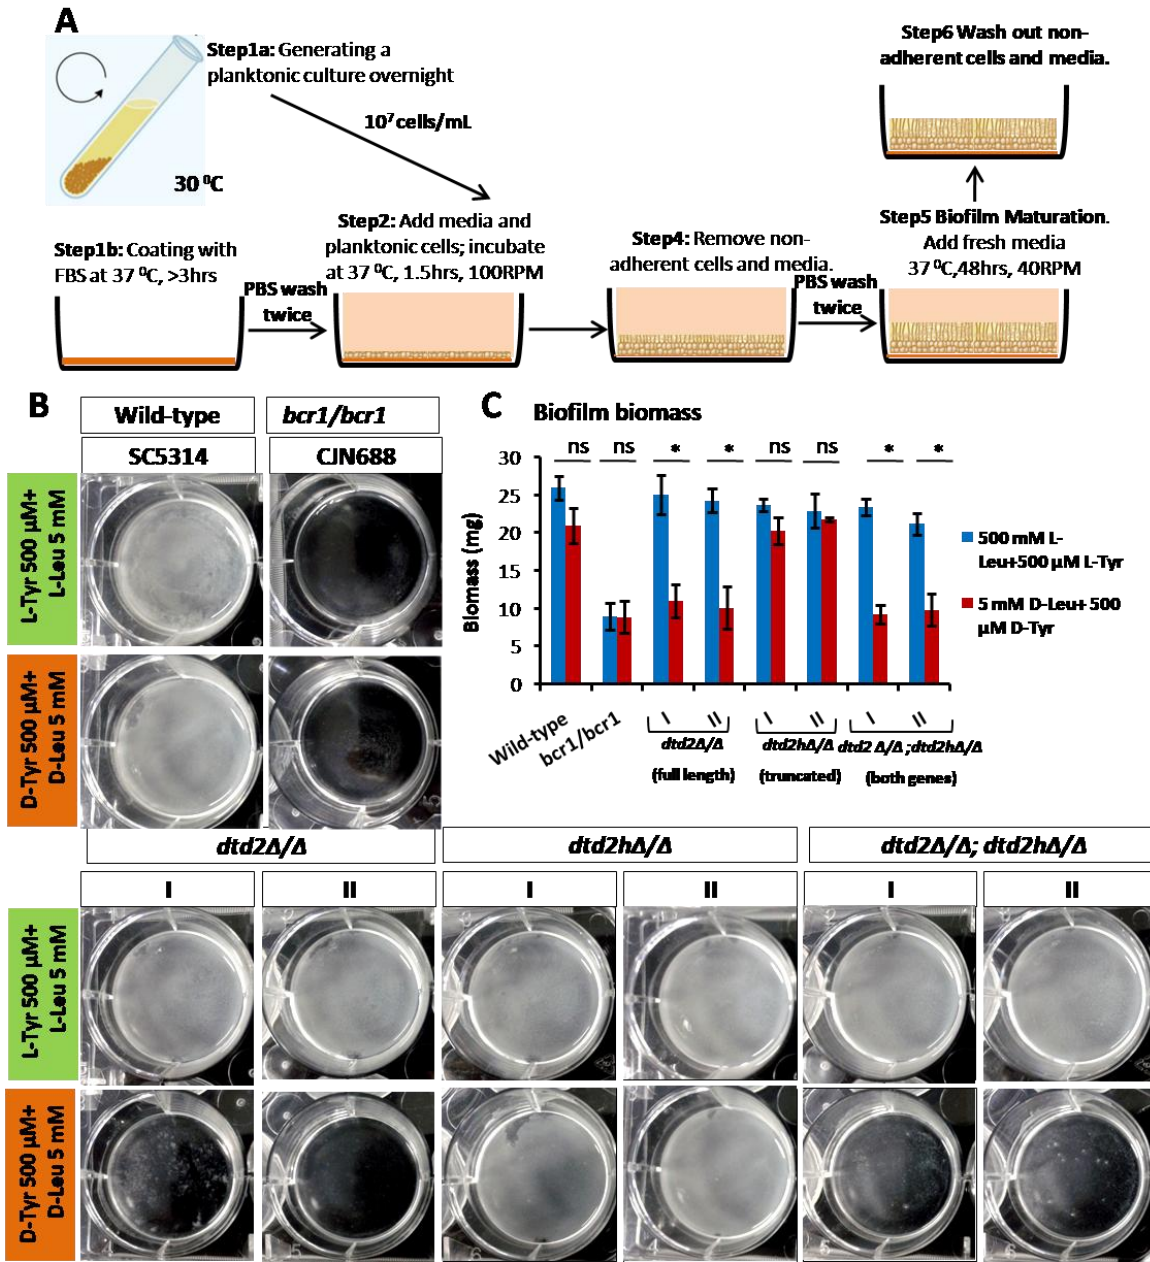 A
Step1a: Generating a
planktonic culture overnight
10⁷ cells/mL
30 ⁰C
Step1b: Coating with
FBS at 37 ⁰C, >3hrs
PBS wash
twice
Step2: Add media and
planktonic cells; incubate
at 37 ⁰C, 1.5hrs, 100RPM
Step4: Remove non-
adherent cells and media.
PBS wash
twice
Step5 Biofilm Maturation.
Add fresh media
37 ⁰C,48hrs, 40RPM
Step6 Wash out non-
adherent cells and media.
B
Wild-type
bcr1/bcr1
SC5314
CJN688
L-Tyr 500 µM+
L-Leu 5 mM
D-Tyr 500 µM+
D-Leu 5 mM
C
Biofilm biomass
ns ns * * ns ns * *
Biomass (mg)
30
25
20
15
10
5
0
Wild-type
bcr1/bcr1
I II I II I II
dtd2Δ/Δ
(full length)
dtd2hΔ/Δ
(truncated)
dtd2 Δ/Δ ;dtd2hΔ/Δ
(both genes)
500 mM L-
Leu+500 µM L-Tyr
5 mM D-Leu+ 500
µM D-Tyr
dtd2Δ/Δ
dtd2hΔ/Δ
dtd2Δ/Δ; dtd2hΔ/Δ
I II I II I II
L-Tyr 500 µM+
L-Leu 5 mM
D-Tyr 500 µM+
D-Leu 5 mM